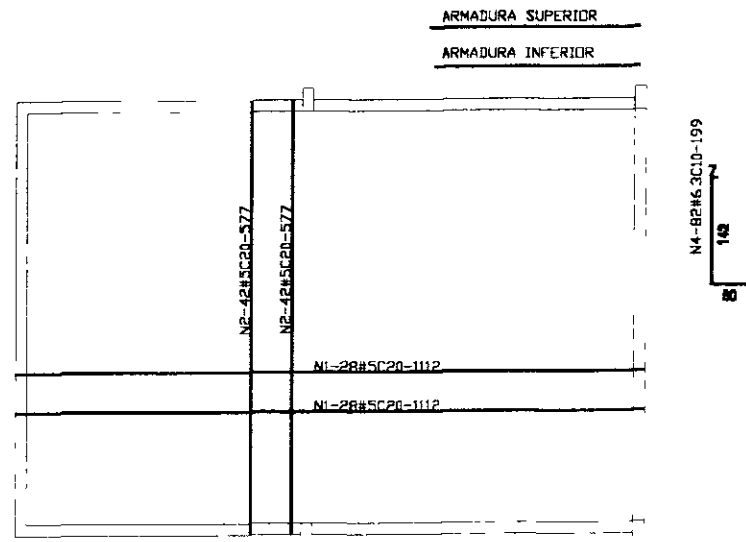 ARMADURA SUPERIOR
ARMADURA INFERIOR
N4-82#6.3C10-199
7
142
N2-42#5C20-577
N2-42#5C20-577
N1-28#5C20-1112
N1-28#5C20-1112